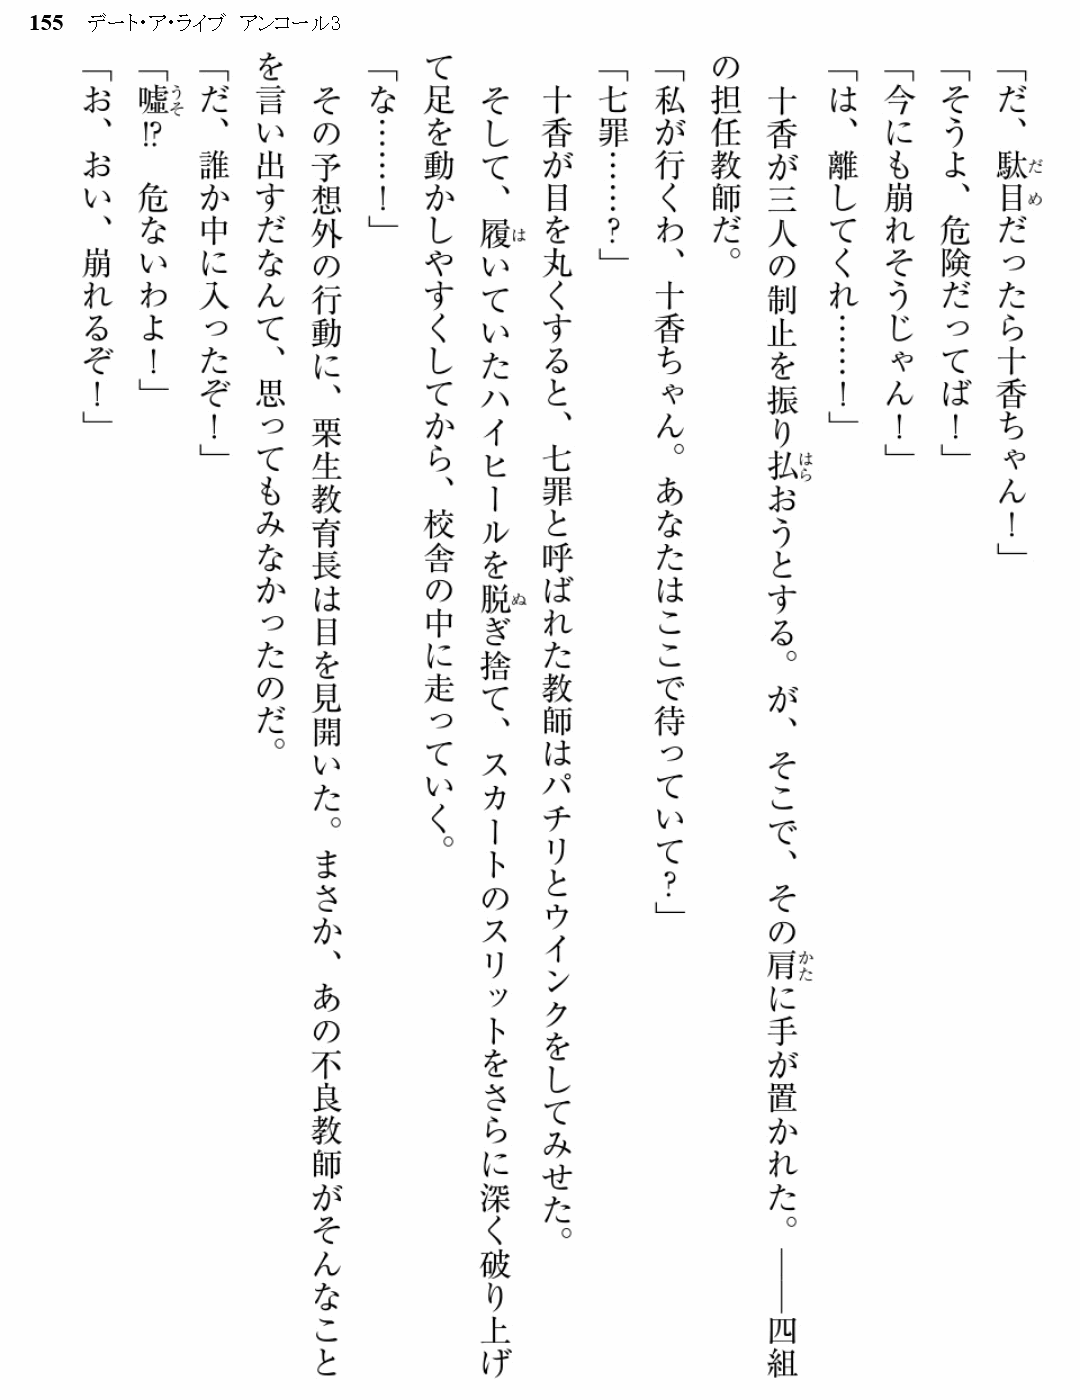 155 デート・ア・ライブ アンコール3
「だ、駄目だったら十香ちゃん！」
「そうよ、危険だってば！」
「今にも崩れそうじゃん！」
「は、離してくれ……！」
　十香が三人の制止を振り払おうとする。が、そこで、その肩に手が置かれた。――四組
の担任教師だ。
「私が行くわ、十香ちゃん。あなたはここで待っていて？」
「七罪……？」
　十香が目を丸くすると、七罪と呼ばれた教師はパチリとウインクをしてみせた。
　そして、履いていたハイヒールを脱ぎ捨て、スカートのスリットをさらに深く破り上げ
て足を動かしやすくしてから、校舎の中に走っていく。
「な……！」
　その予想外の行動に、栗生教育長は目を見開いた。まさか、あの不良教師がそんなこと
を言い出すだなんて、思ってもみなかったのだ。
「だ、誰か中に入ったぞ！」
「嘘⁉　危ないわよ！」
「お、おい、崩れるぞ！」